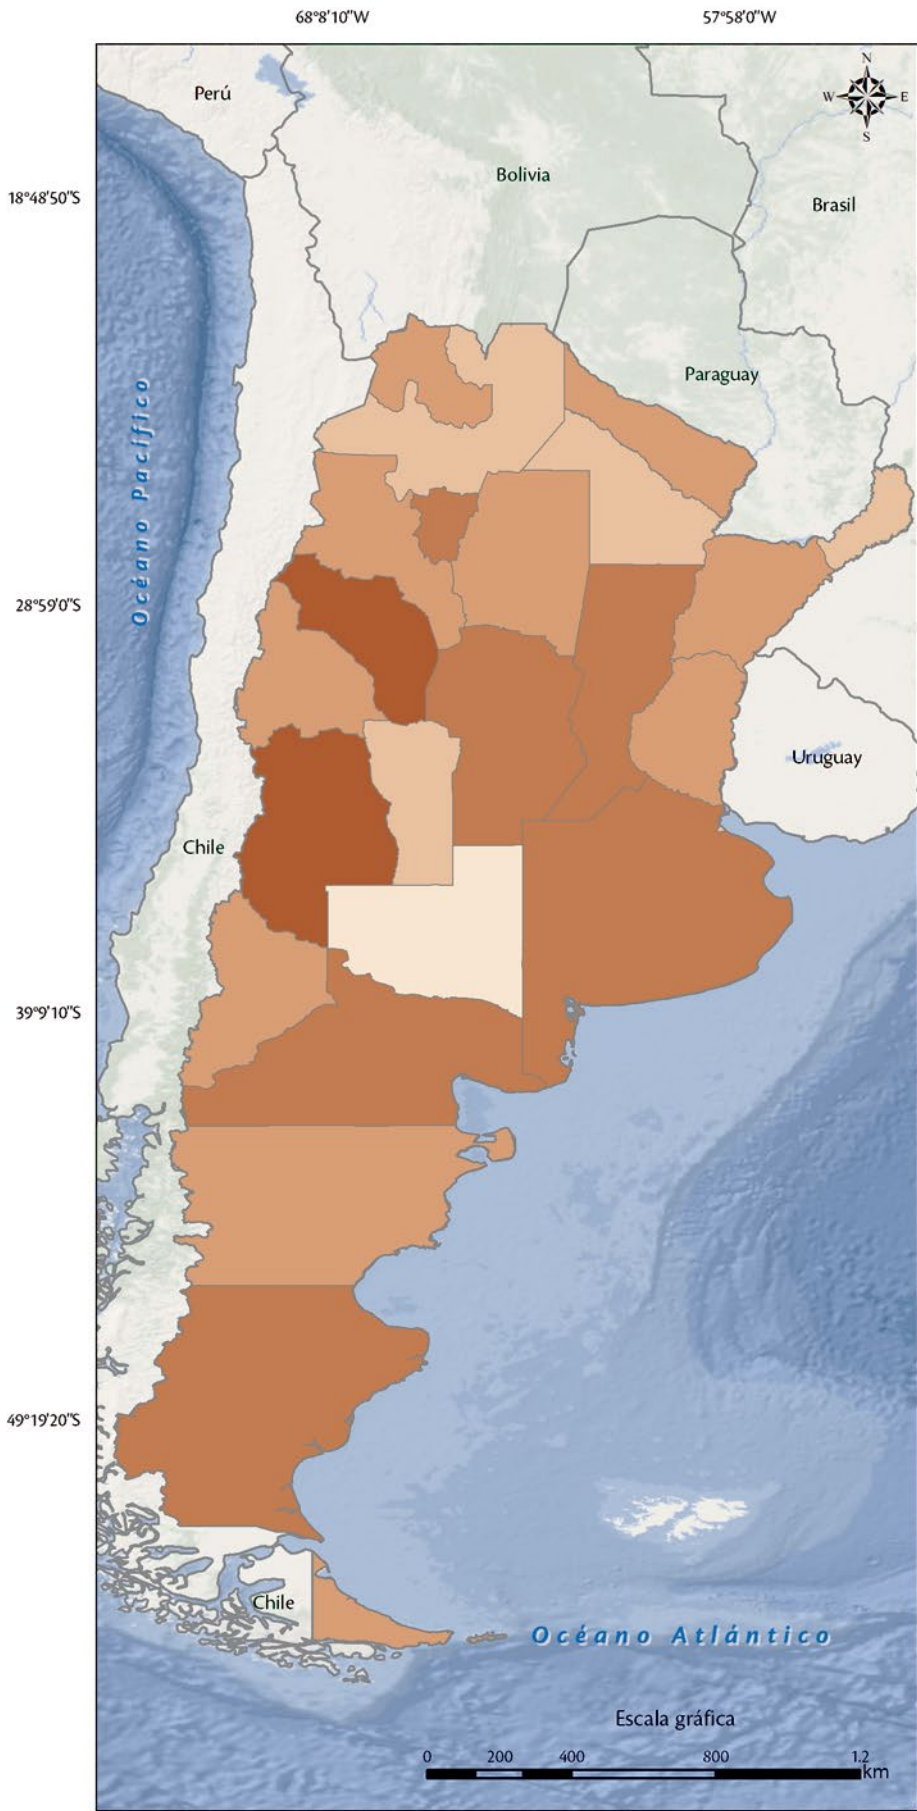 68°8'10"W
57°58'0"W
Perú
N
W
E
S
18°48'50"S
Bolivia
Brasil
Océano Pacífico
Paraguay
28°59'0"S
Uruguay
Chile
39°9'10"S
49°19'20"S
Chile
Océano Atlántico
Escala gráfica
0 200 400 800 1.2
km